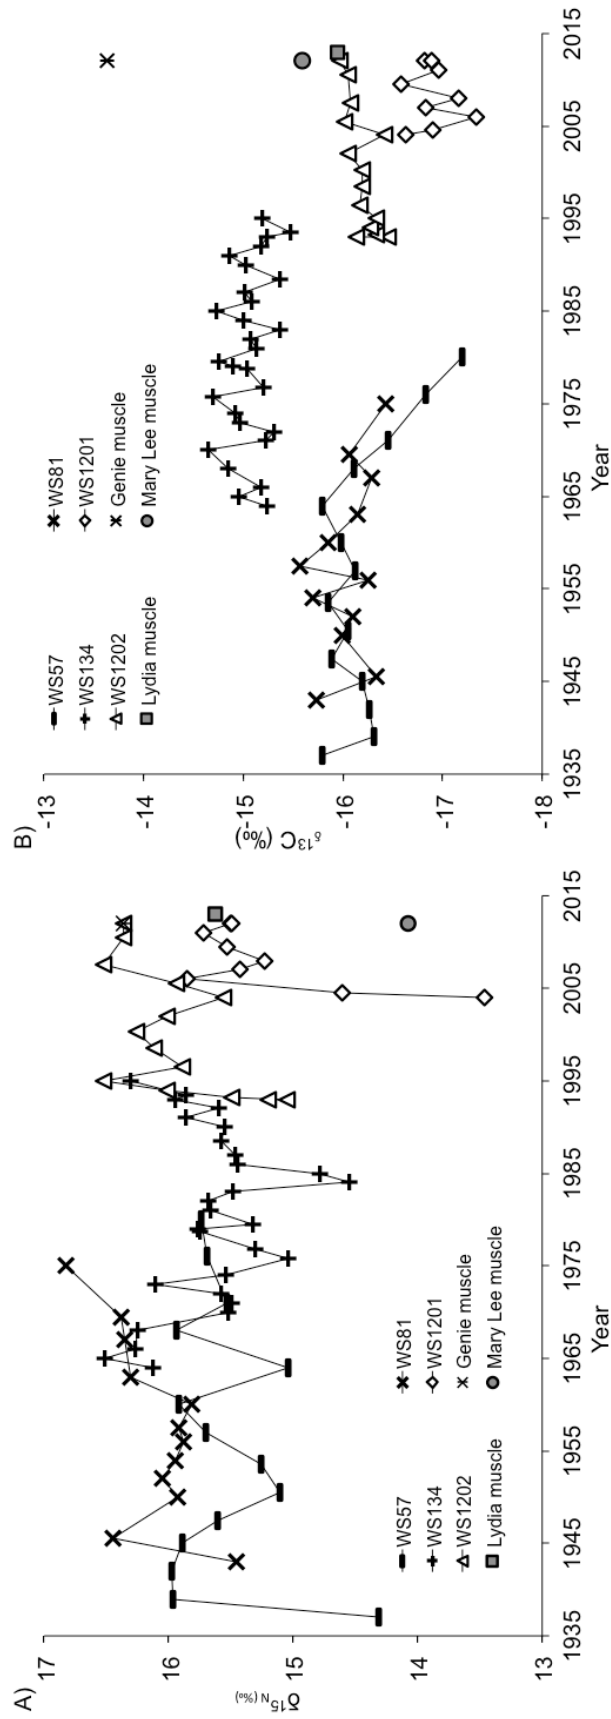 A)
17
16
15
14
13
δ15N (‰)
WS57
WS81
WS134
WS1201
WS1202
Genie muscle
Lydia muscle
Mary Lee muscle
1935
1945
1955
1965
1975
1985
1995
2005
2015
Year
B)
-13
-14
-15
-16
-17
-18
δ13C (‰)
WS57
WS81
WS134
WS1201
WS1202
Genie muscle
Lydia muscle
Mary Lee muscle
1935
1945
1955
1965
1975
1985
1995
2005
2015
Year